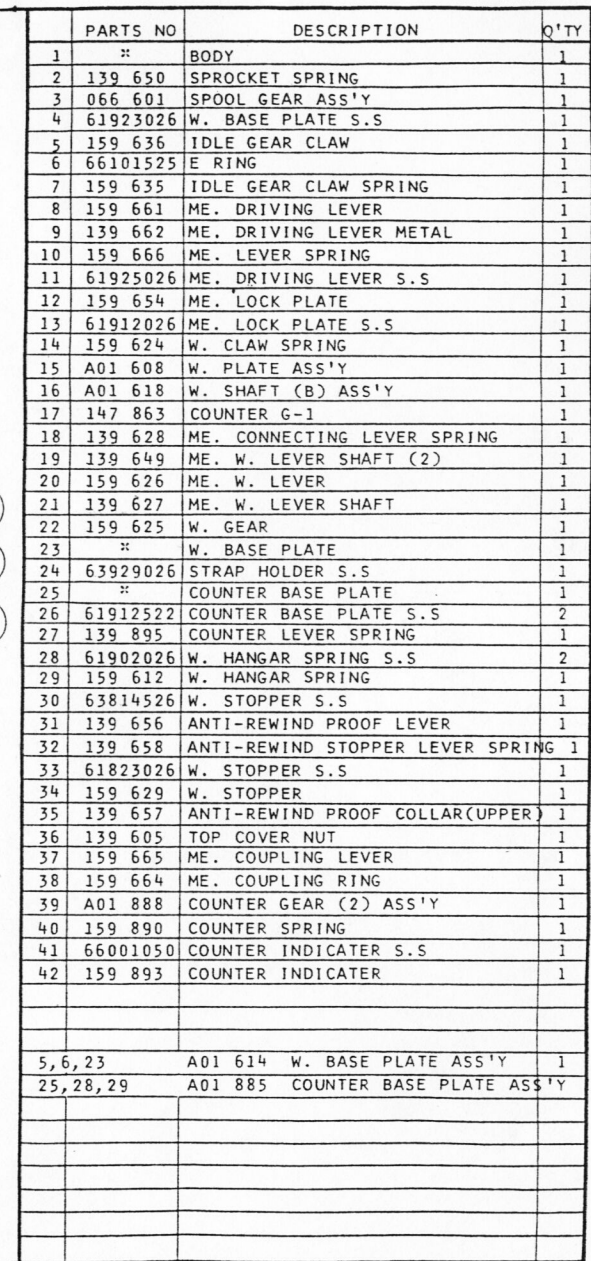 PARTS NO DESCRIPTION Q'TY
1 * BODY 1
2 139 650 SPROCKET SPRING 1
3 066 601 SPOOL GEAR ASS'Y 1
4 61923026 W. BASE PLATE S.S 1
5 159 636 IDLE GEAR CLAW 1
6 66101525 E RING 1
7 159 635 IDLE GEAR CLAW SPRING 1
8 159 661 ME. DRIVING LEVER 1
9 139 662 ME. DRIVING LEVER METAL 1
10 159 666 ME. LEVER SPRING 1
11 61925026 ME. DRIVING LEVER S.S 1
12 159 654 ME. LOCK PLATE 1
13 61912026 ME. LOCK PLATE S.S 1
14 159 624 W. CLAW SPRING 1
15 A01 608 W. PLATE ASS'Y 1
16 A01 618 W. SHAFT (B) ASS'Y 1
17 147 863 COUNTER G-1 1
18 139 628 ME. CONNECTING LEVER SPRING 1
19 139 649 ME. W. LEVER SHAFT (2) 1
20 159 626 ME. W. LEVER 1
21 139 627 ME. W. LEVER SHAFT 1
22 159 625 W. GEAR 1
23 * W. BASE PLATE 1
24 63929026 STRAP HOLDER S.S 1
25 * COUNTER BASE PLATE 1
26 61912522 COUNTER BASE PLATE S.S 2
27 139 895 COUNTER LEVER SPRING 1
28 61902026 W. HANGAR SPRING S.S 2
29 159 612 W. HANGAR SPRING 1
30 63814526 W. STOPPER S.S 1
31 139 656 ANTI-REWIND PROOF LEVER 1
32 139 658 ANTI-REWIND STOPPER LEVER SPRING 1
33 61823026 W. STOPPER S.S 1
34 159 629 W. STOPPER 1
35 139 657 ANTI-REWIND PROOF COLLAR(UPPER) 1
36 139 605 TOP COVER NUT 1
37 159 665 ME. COUPLING LEVER 1
38 159 664 ME. COUPLING RING 1
39 A01 888 COUNTER GEAR (2) ASS'Y 1
40 159 890 COUNTER SPRING 1
41 66001050 COUNTER INDICATER S.S 1
42 159 893 COUNTER INDICATER 1
5,6,23 A01 614 W. BASE PLATE ASS'Y 1
25,28,29 A01 885 COUNTER BASE PLATE ASS'Y